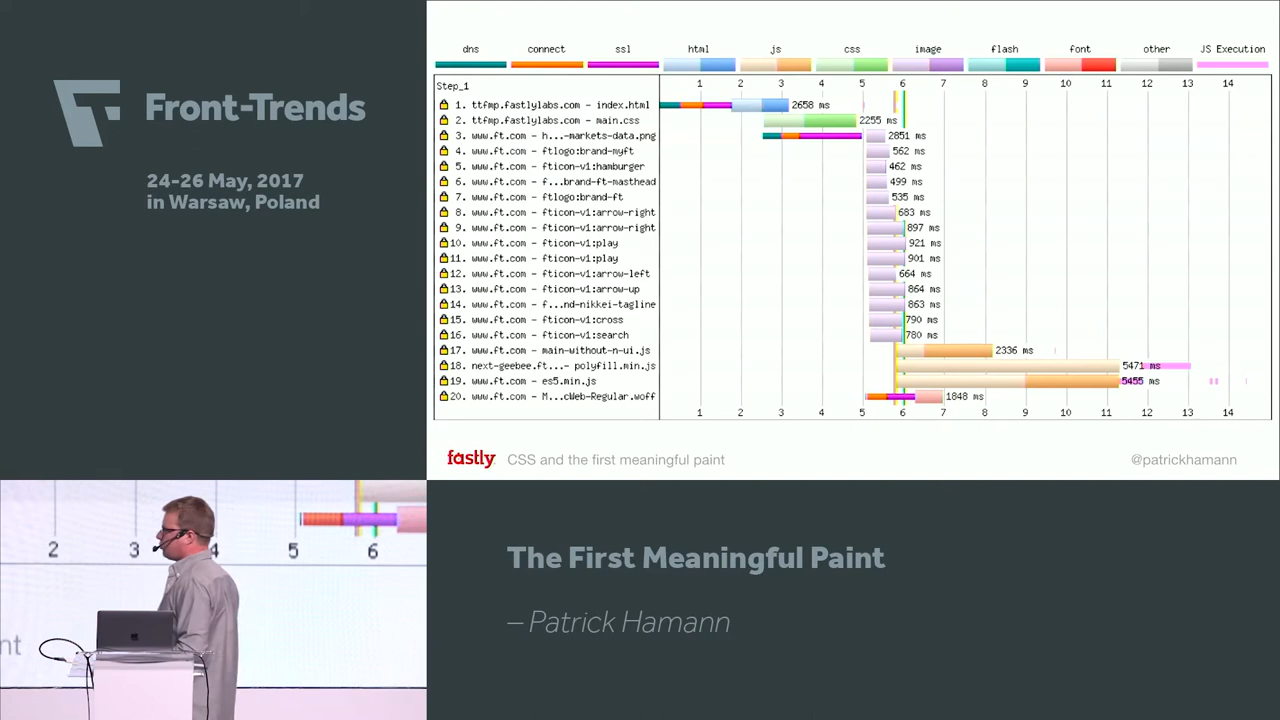 Front-Trends
24-26 May, 2017
in Warsaw, Poland
dns connect ssl html js css image flash font other JS Execution
Step_1 1 2 3 4 5 6 7 8 9 10 11 12 13 14
1. ttfmp.fastlylabs.com - index.html 2658 ms
2. ttfmp.fastlylabs.com - main.css 2255 ms
3. www.ft.com - h...-markets-data.png 2851 ms
4. www.ft.com - ftlogo:brand-myft 562 ms
5. www.ft.com - fticon-v1:hamburger 462 ms
6. www.ft.com - f...brand-ft-masthead 499 ms
7. www.ft.com - ftlogo:brand-ft 535 ms
8. www.ft.com - fticon-v1:arrow-right 683 ms
9. www.ft.com - fticon-v1:arrow-right 897 ms
10. www.ft.com - fticon-v1:play 921 ms
11. www.ft.com - fticon-v1:play 901 ms
12. www.ft.com - fticon-v1:arrow-left 664 ms
13. www.ft.com - fticon-v1:arrow-up 864 ms
14. www.ft.com - f...nd-nikkei-tagline 863 ms
15. www.ft.com - fticon-v1:cross 790 ms
16. www.ft.com - fticon-v1:search 780 ms
17. www.ft.com - main-without-n-ui.js 2336 ms
18. next-geebee.ft...- polyfill.min.js 5471 ms
19. www.ft.com - es5.min.js 5455 ms
20. www.ft.com - M...cWeb-Regular.woff 1848 ms
1 2 3 4 5 6 7 8 9 10 11 12 13 14
fastly CSS and the first meaningful paint @patrickhamann
2 3 4 5 6
nt
The First Meaningful Paint
– Patrick Hamann